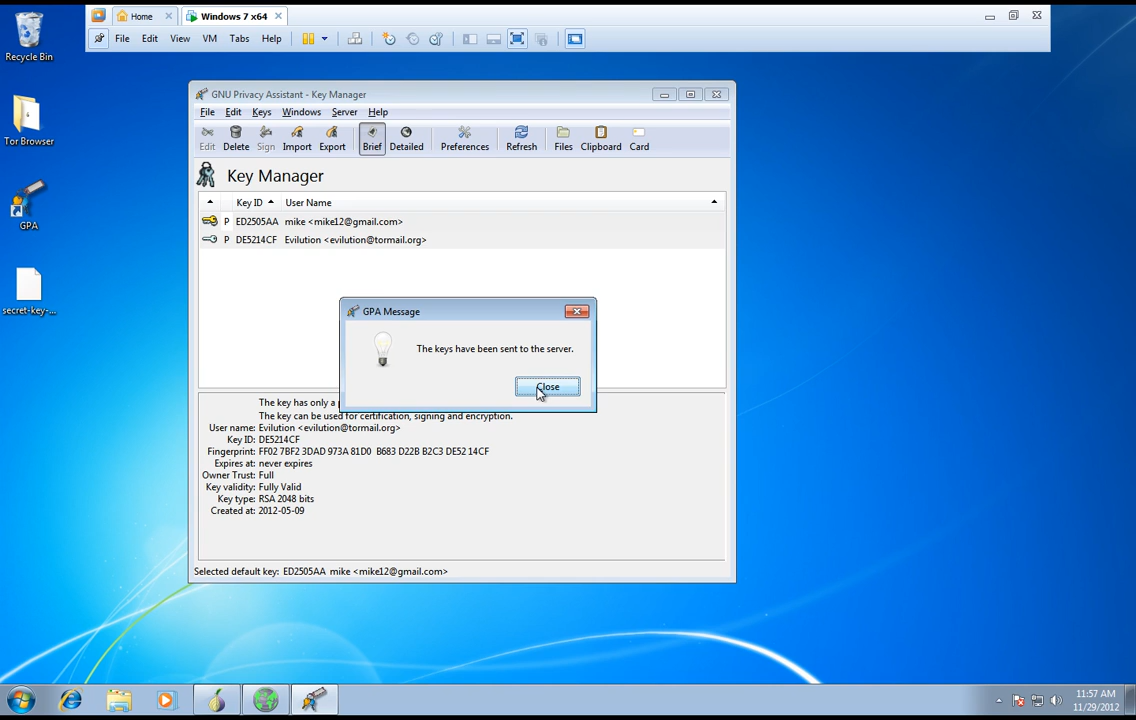 Home
Windows 7 x64
File Edit View VM Tabs Help
Recycle Bin
Tor Browser
GPA
secret-key-...
GNU Privacy Assistant - Key Manager
File Edit Keys Windows Server Help
Edit Delete Sign Import Export Brief Detailed Preferences Refresh Files Clipboard Card
Key Manager
Key ID User Name
P ED2505AA mike <mike12@gmail.com>
P DE5214CF Evilution <evilution@tormail.org>
GPA Message
The keys have been sent to the server.
Close
The key has only a
The key can be used for certification, signing and encryption.
User name: Evilution <evilution@tormail.org>
Key ID: DE5214CF
Fingerprint: FF02 7BF2 3DAD 973A 81D0 B683 D22B B2C3 DE52 14CF
Expires at: never expires
Owner Trust: Full
Key validity: Fully Valid
Key type: RSA 2048 bits
Created at: 2012-05-09
Selected default key: ED2505AA mike <mike12@gmail.com>
11:57 AM
11/29/2012